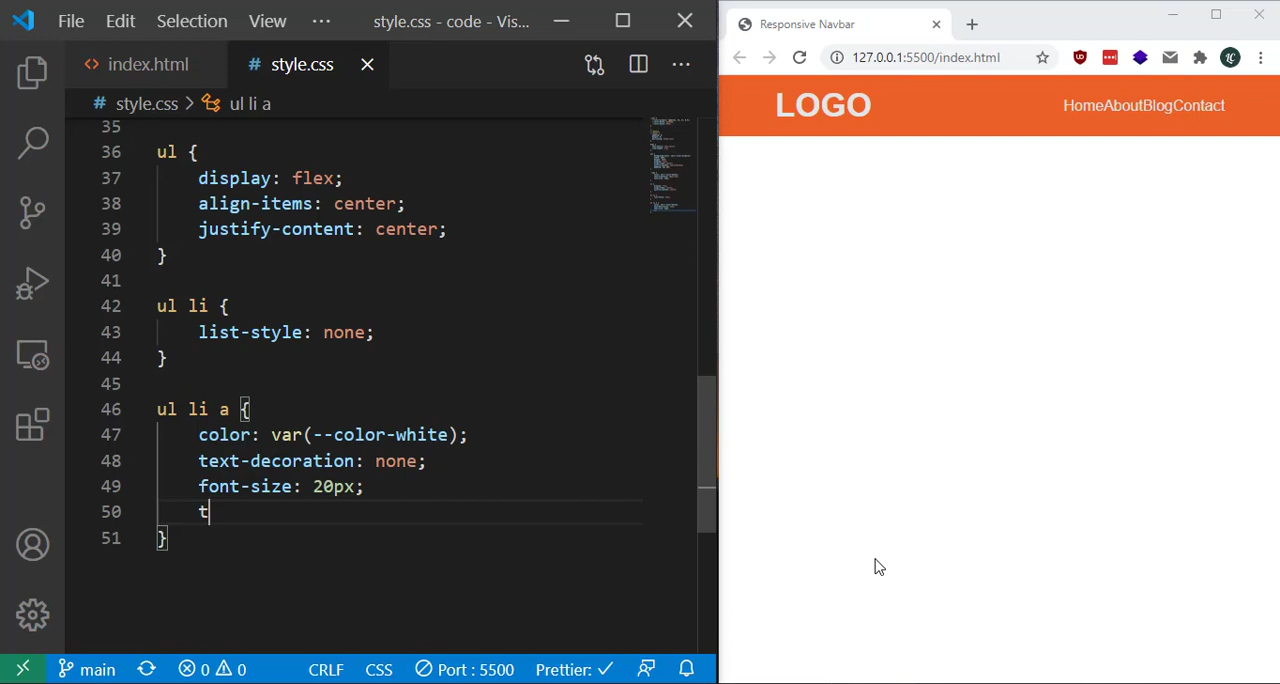 File Edit Selection View ··· style.css - code - Vis...
index.html # style.css
# style.css > ul li a
35
36 ul {
37 display: flex;
38 align-items: center;
39 justify-content: center;
40 }
41
42 ul li {
43 list-style: none;
44 }
45
46 ul li a {
47 color: var(--color-white);
48 text-decoration: none;
49 font-size: 20px;
50 t
51 }
main 0 0 CRLF CSS Port : 5500 Prettier: ✓
Responsive Navbar
127.0.0.1:5500/index.html
LOGO HomeAboutBlogContact